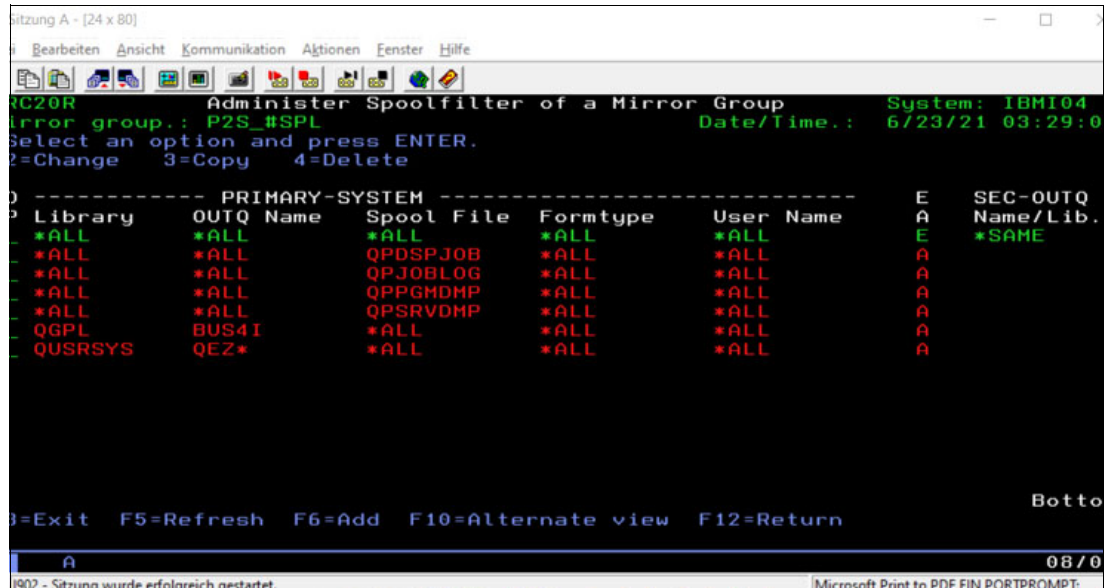 Sitzung A - [24 x 80]
Bearbeiten Ansicht Kommunikation Aktionen Fenster Hilfe
RC20R Administer Spoolfilter of a Mirror Group System: IBMI04
irror group.: P2S_#SPL Date/Time.: 6/23/21 03:29:0
Select an option and press ENTER.
2=Change 3=Copy 4=Delete
------------ PRIMARY-SYSTEM ----------------------------- E SEC-OUTQ
P Library OUTQ Name Spool File Formtype User Name A Name/Lib.
_ *ALL *ALL *ALL *ALL *ALL E *SAME
_ *ALL *ALL QPDSPJOB *ALL *ALL A
_ *ALL *ALL QPJOBLOG *ALL *ALL A
_ *ALL *ALL QPPGMDMP *ALL *ALL A
_ *ALL *ALL QPSRVDMP *ALL *ALL A
_ QGPL BUS4I *ALL *ALL *ALL A
_ QUSRSYS QEZ* *ALL *ALL *ALL A
Botto
3=Exit F5=Refresh F6=Add F10=Alternate view F12=Return
A 08/0
I902 - Sitzung wurde erfolgreich gestartet. Microsoft Print to PDF EIN PORTPROMPT: